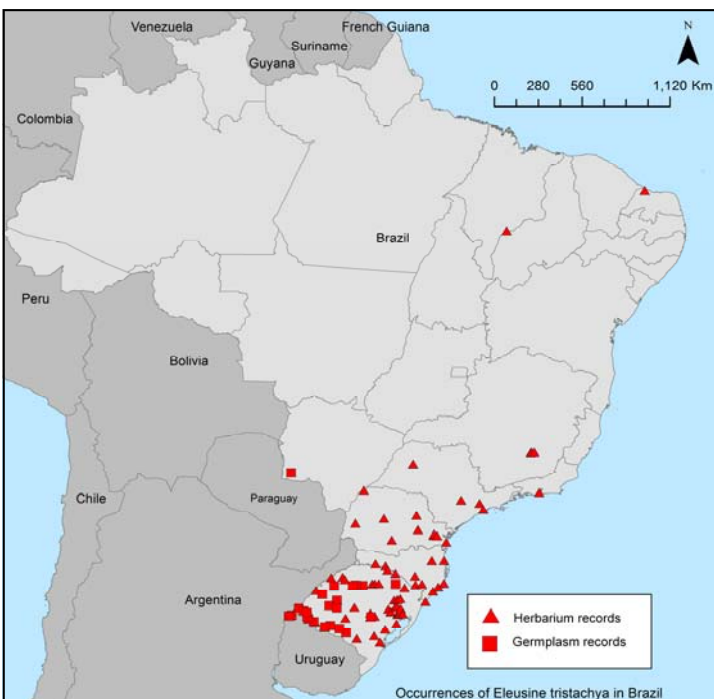 Venezuela
French Guiana
Suriname
Guyana
N
0 280 560 1,120 Km
Colombia
Brazil
Peru
Bolivia
Chile
Paraguay
Argentina
Herbarium records
Germplasm records
Uruguay
Occurrences of Eleusine tristachya in Brazil